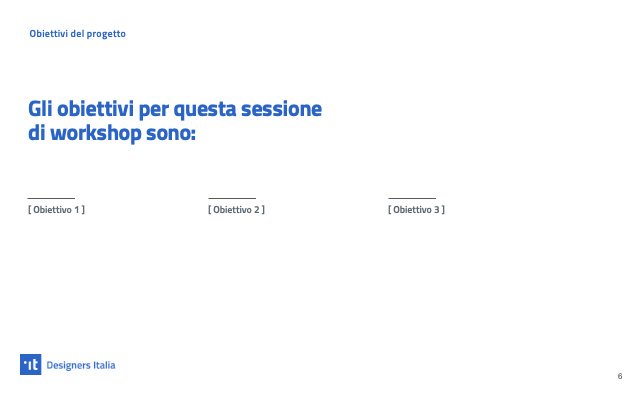 Obiettivi del progetto
Gli obiettivi per questa sessione
di workshop sono:
[ Obiettivo 1 ]
[ Obiettivo 2 ]
[ Obiettivo 3 ]
.it Designers Italia
6